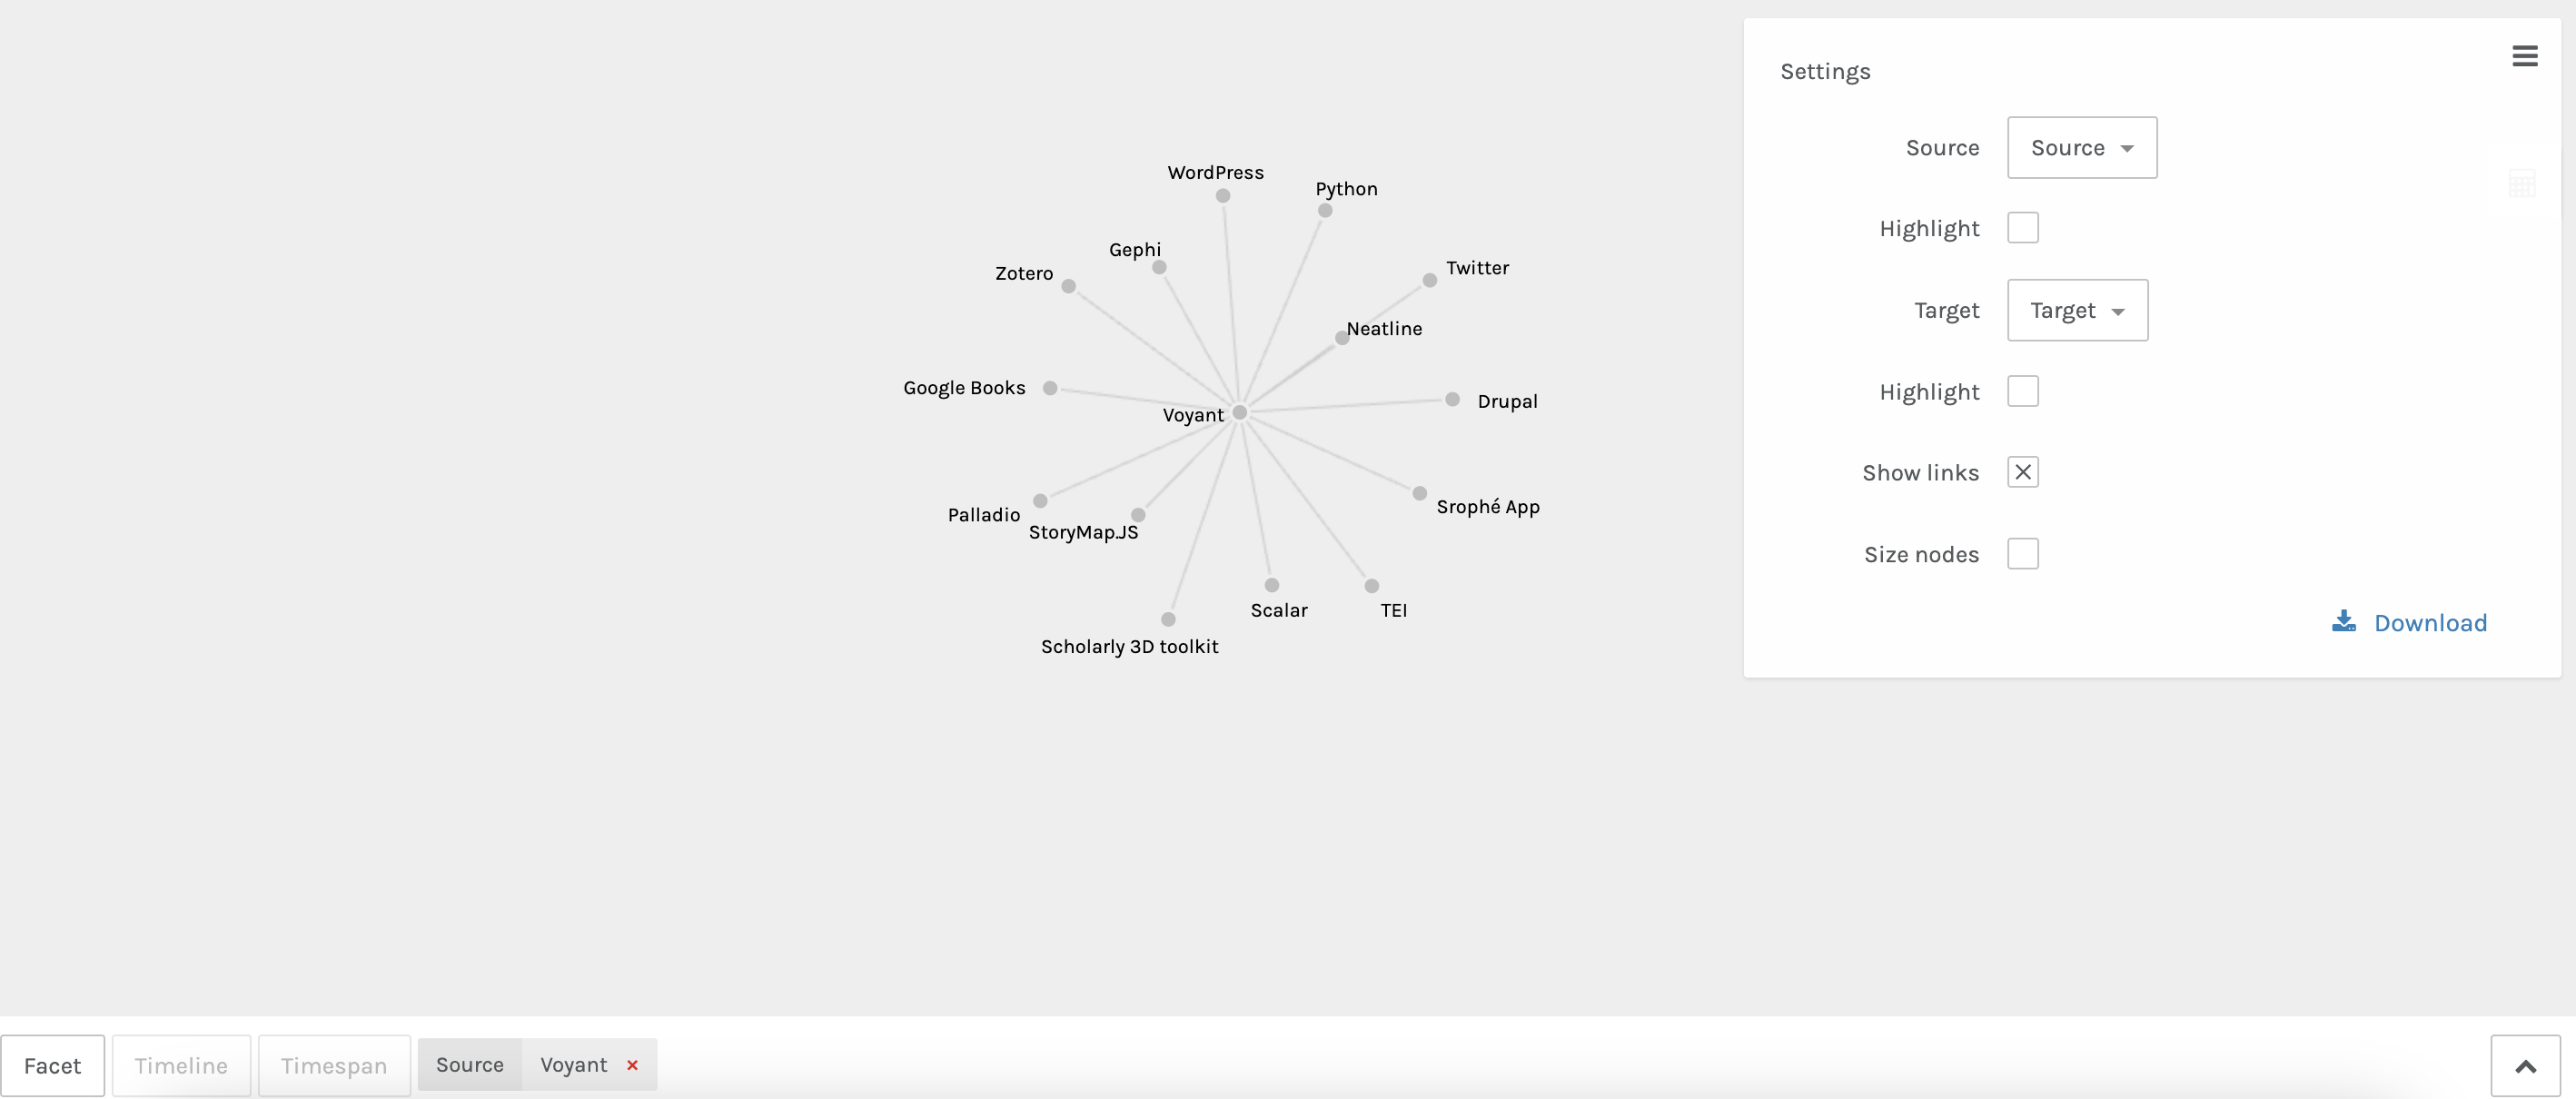 Settings
Source Source
Highlight
Target Target
Highlight
Show links
Size nodes
Download
WordPress
Python
Gephi
Twitter
Zotero
Neatline
Google Books
Drupal
Voyant
Srophé App
Palladio
StoryMap.JS
Scalar
TEI
Scholarly 3D toolkit
Facet Timeline Timespan Source Voyant ×